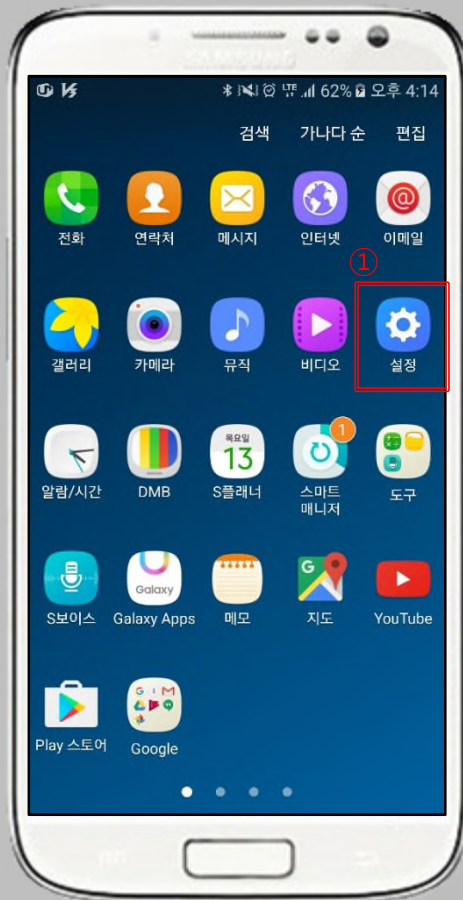 SAMSUNG
LTE 62% 오후 4:14
검색 가나다 순 편집
전화 연락처 메시지 인터넷 이메일
①
갤러리 카메라 뮤직 비디오 설정
목요일
13
1
알람/시간 DMB S플래너 스마트 매니저 도구
Galaxy
G
S보이스 Galaxy Apps 메모 지도 YouTube
G M
Play 스토어 Google